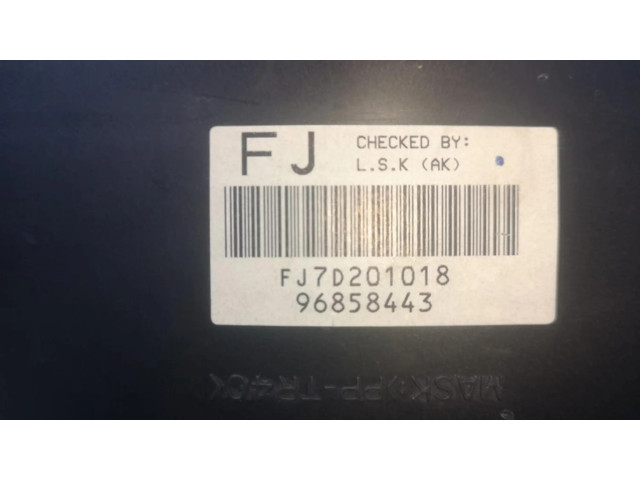 FJ
CHECKED BY:
L.S.K (AK)
FJ7D201018
96858443